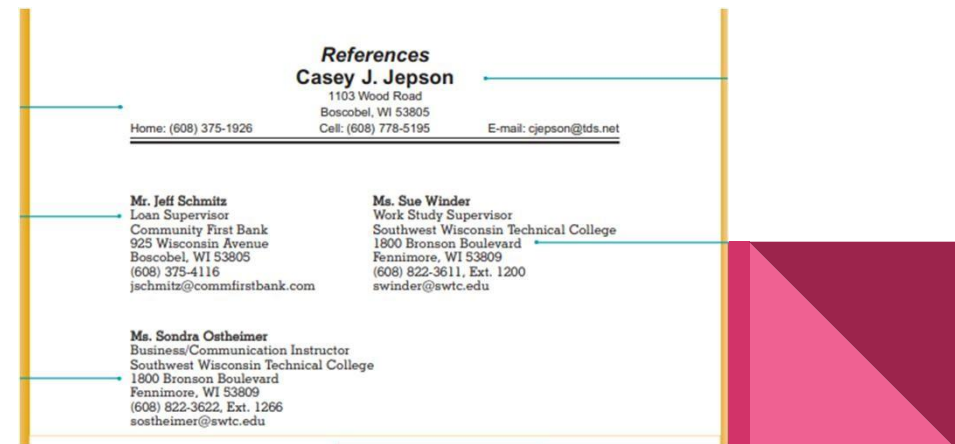 References
Casey J. Jepson
1103 Wood Road
Boscobel, WI 53805
Home: (608) 375-1926 Cell: (608) 778-5195 E-mail: cjepson@tds.net
Mr. Jeff Schmitz
Loan Supervisor
Community First Bank
925 Wisconsin Avenue
Boscobel, WI 53805
(608) 375-4116
jschmitz@commfirstbank.com
Ms. Sue Winder
Work Study Supervisor
Southwest Wisconsin Technical College
1800 Bronson Boulevard
Fennimore, WI 53809
(608) 822-3611, Ext. 1200
swinder@swtc.edu
Ms. Sondra Ostheimer
Business/Communication Instructor
Southwest Wisconsin Technical College
1800 Bronson Boulevard
Fennimore, WI 53809
(608) 822-3622, Ext. 1266
sostheimer@swtc.edu